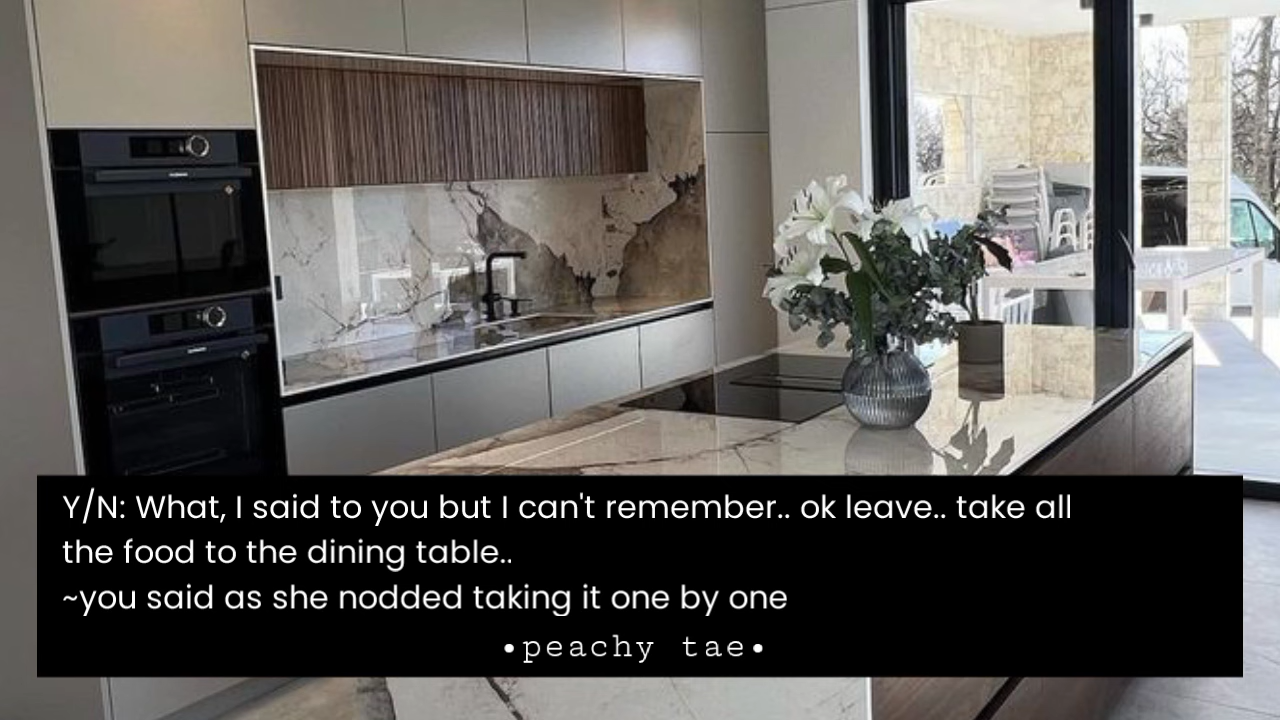 Y/N: What, I said to you but I can't remember.. ok leave.. take all
the food to the dining table..
~you said as she nodded taking it one by one
•peachy tae•